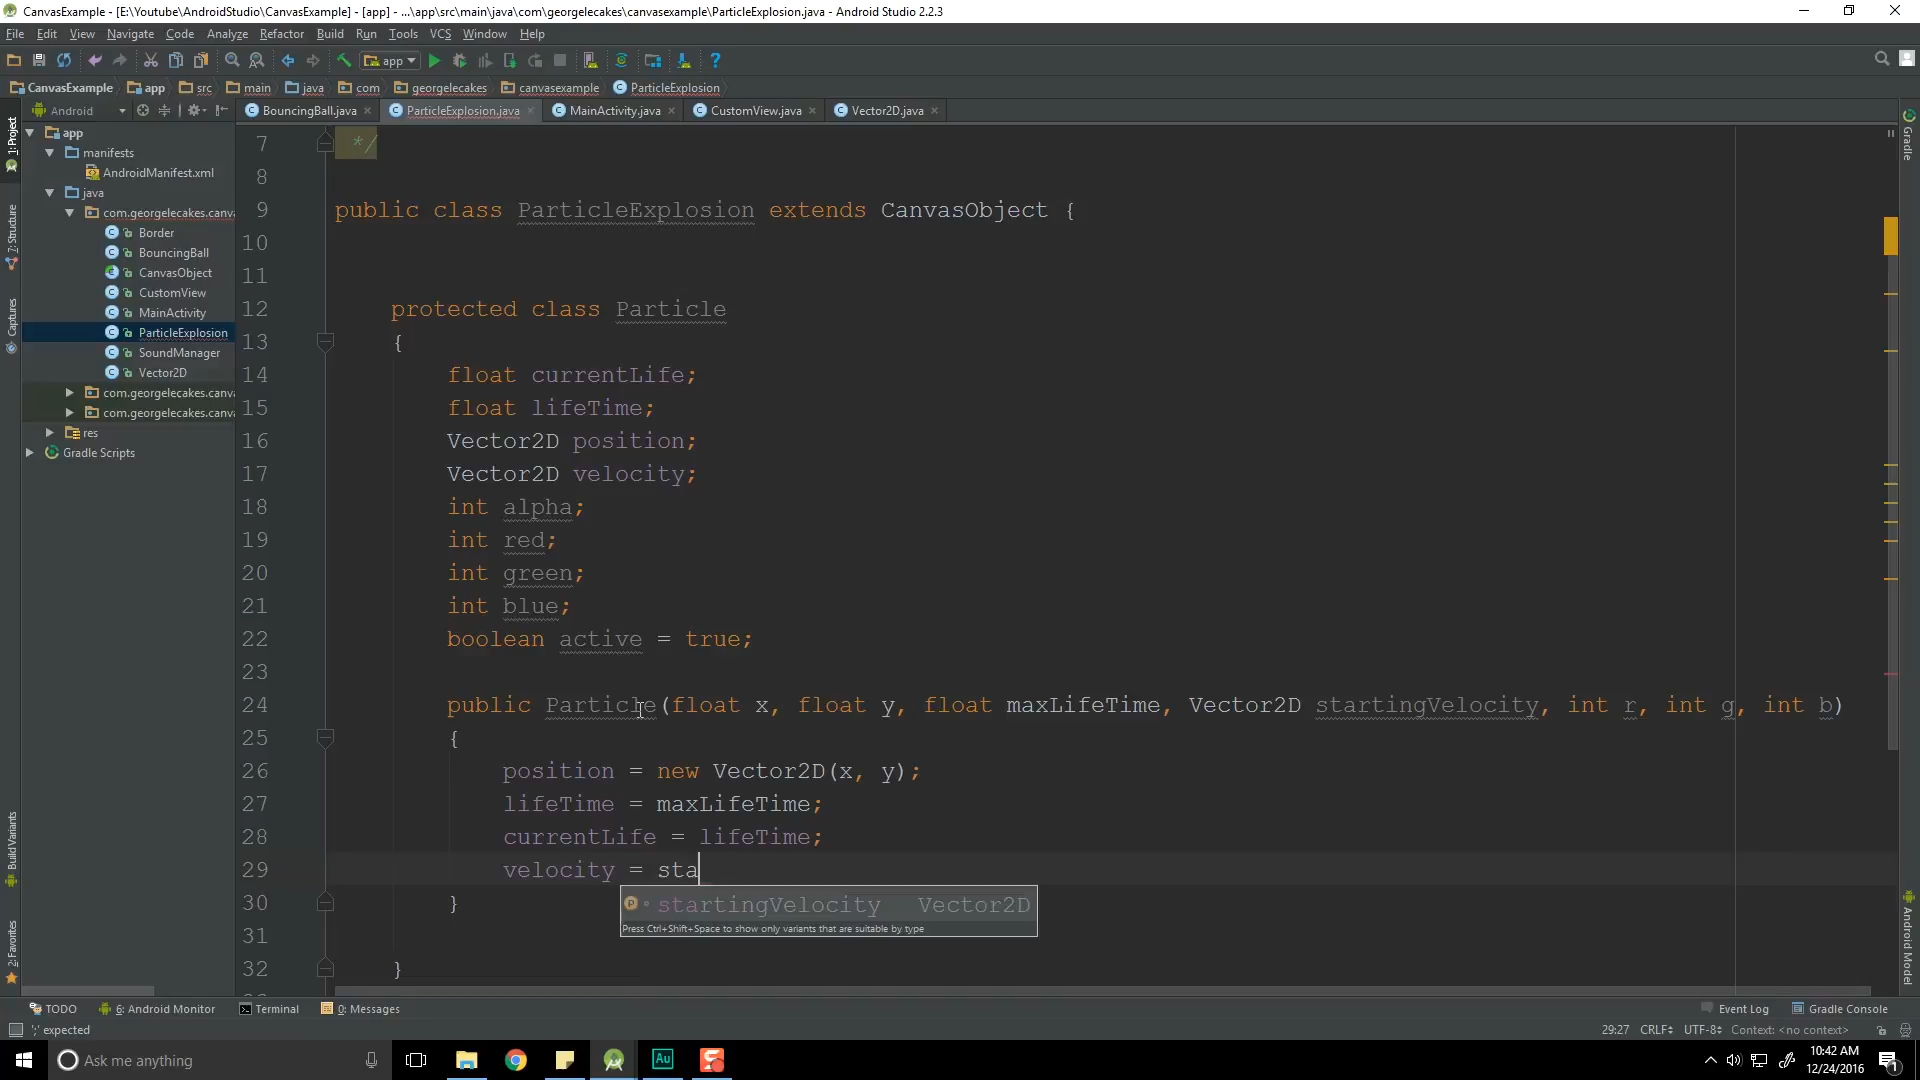 CanvasExample - [E:\Youtube\AndroidStudio\CanvasExample] - [app] - ...\app\src\main\java\com\georgelecakes\canvasexample\ParticleExplosion.java - Android Studio 2.2.3
File Edit View Navigate Code Analyze Refactor Build Run Tools VCS Window Help
app
CanvasExample app src main java com georgelecakes canvasexample ParticleExplosion
Android BouncingBall.java ParticleExplosion.java MainActivity.java CustomView.java Vector2D.java
1: Project
7: Structure
Captures
Build Variants
2: Favorites
app
manifests
AndroidManifest.xml
java
com.georgelecakes.canva
Border
BouncingBall
CanvasObject
CustomView
MainActivity
ParticleExplosion
SoundManager
Vector2D
com.georgelecakes.canva
com.georgelecakes.canva
res
Gradle Scripts
7 */
8
9 public class ParticleExplosion extends CanvasObject {
10
11
12 protected class Particle
13 {
14 float currentLife;
15 float lifeTime;
16 Vector2D position;
17 Vector2D velocity;
18 int alpha;
19 int red;
20 int green;
21 int blue;
22 boolean active = true;
23
24 public Particle(float x, float y, float maxLifeTime, Vector2D startingVelocity, int r, int g, int b)
25 {
26 position = new Vector2D(x, y);
27 lifeTime = maxLifeTime;
28 currentLife = lifeTime;
29 velocity = sta
startingVelocity Vector2D
Press Ctrl+Shift+Space to show only variants that are suitable by type
30 }
31
32 }
Gradle
Android Model
TODO 6: Android Monitor Terminal 0: Messages Event Log Gradle Console
';' expected 29:27 CRLF UTF-8 Context: <no context>
Ask me anything Au 10:42 AM
12/24/2016
1